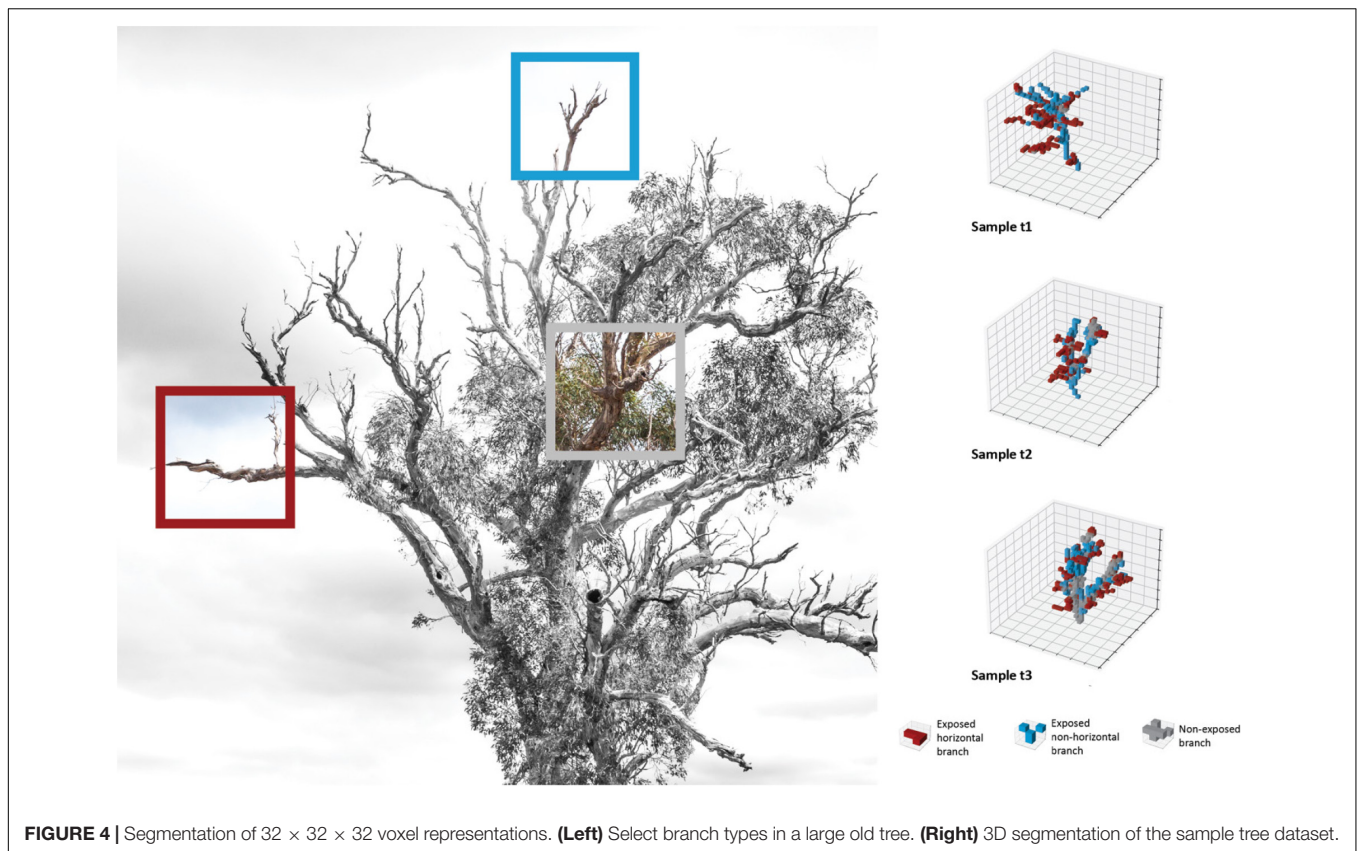 Sample t1
Sample t2
Sample t3
Exposed
horizontal
branch
Exposed
non-horizontal
branch
Non-exposed
branch
FIGURE 4 | Segmentation of 32 × 32 × 32 voxel representations. (Left) Select branch types in a large old tree. (Right) 3D segmentation of the sample tree dataset.